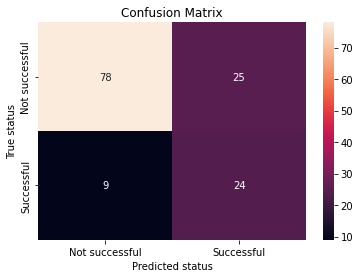 Confusion Matrix
True status
Not successful
Successful
78
25
9
24
Not successful
Successful
Predicted status
70
60
50
40
30
20
10